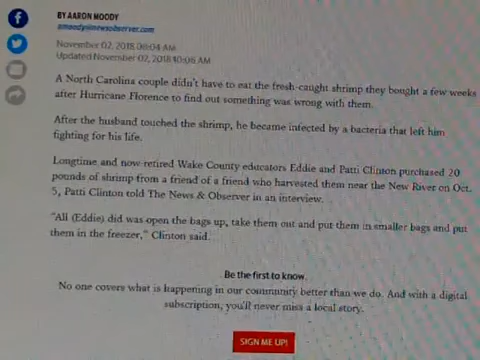 BY AARON MOODY
amoody@newsobserver.com
November 02, 2018 08:04 AM
Updated November 02, 2018 10:06 AM
A North Carolina couple didn't have to eat the fresh-caught shrimp they bought a few weeks
after Hurricane Florence to find out something was wrong with them.
After the husband touched the shrimp, he became infected by a bacteria that left him
fighting for his life.
Longtime and now-retired Wake County educators Eddie and Patti Clinton purchased 20
pounds of shrimp from a friend of a friend who harvested them near the New River on Oct.
5, Patti Clinton told The News & Observer in an interview.
"All (Eddie) did was open the bags up, take them out and put them in smaller bags and put
them in the freezer," Clinton said.
Be the first to know.
No one covers what is happening in our community better than we do. And with a digital
subscription, you'll never miss a local story.
SIGN ME UP!